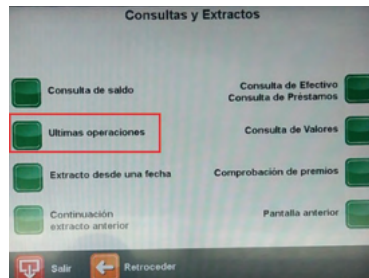 Consultas y Extractos
Consulta de saldo
Consulta de Efectivo
Consulta de Préstamos
Ultimas operaciones
Consulta de Valores
Extracto desde una fecha
Comprobación de premios
Continuación
extracto anterior
Pantalla anterior
Salir
Retroceder